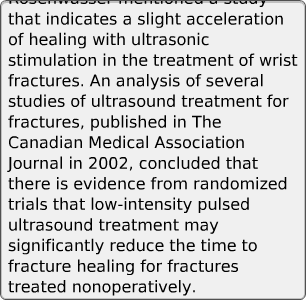 Rosenwasser mentioned a study
that indicates a slight acceleration
of healing with ultrasonic
stimulation in the treatment of wrist
fractures. An analysis of several
studies of ultrasound treatment for
fractures, published in The
Canadian Medical Association
Journal in 2002, concluded that
there is evidence from randomized
trials that low-intensity pulsed
ultrasound treatment may
significantly reduce the time to
fracture healing for fractures
treated nonoperatively.